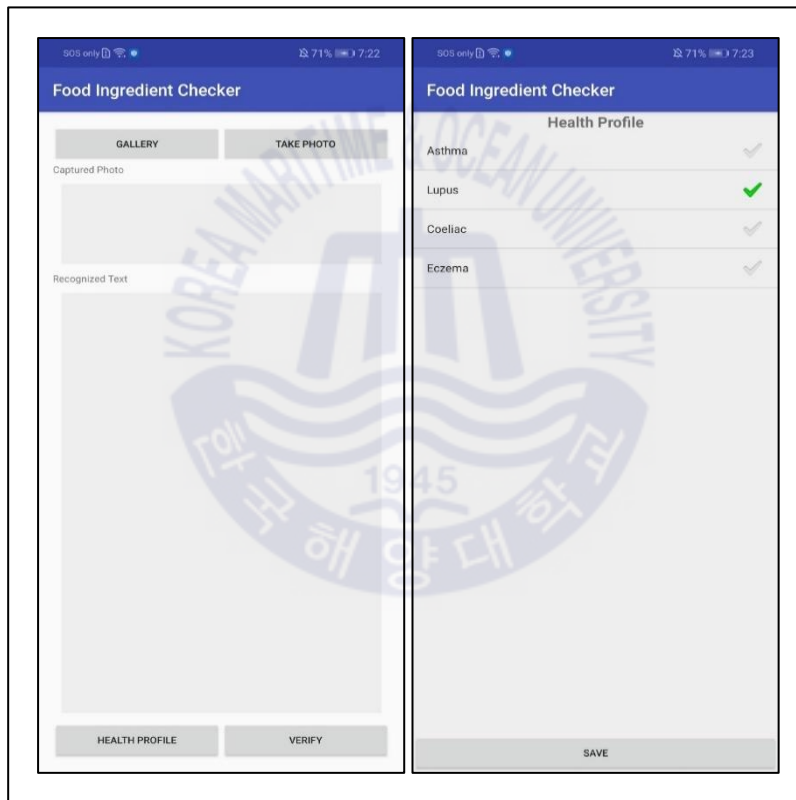 SOS only 71% 7:22
Food Ingredient Checker
GALLERY TAKE PHOTO
Captured Photo
Recognized Text
HEALTH PROFILE VERIFY
SOS only 71% 7:23
Food Ingredient Checker
Health Profile
Asthma
Lupus
Coeliac
Eczema
SAVE
KOREA MARITIME & OCEAN UNIVERSITY
1945
한국해양대학교